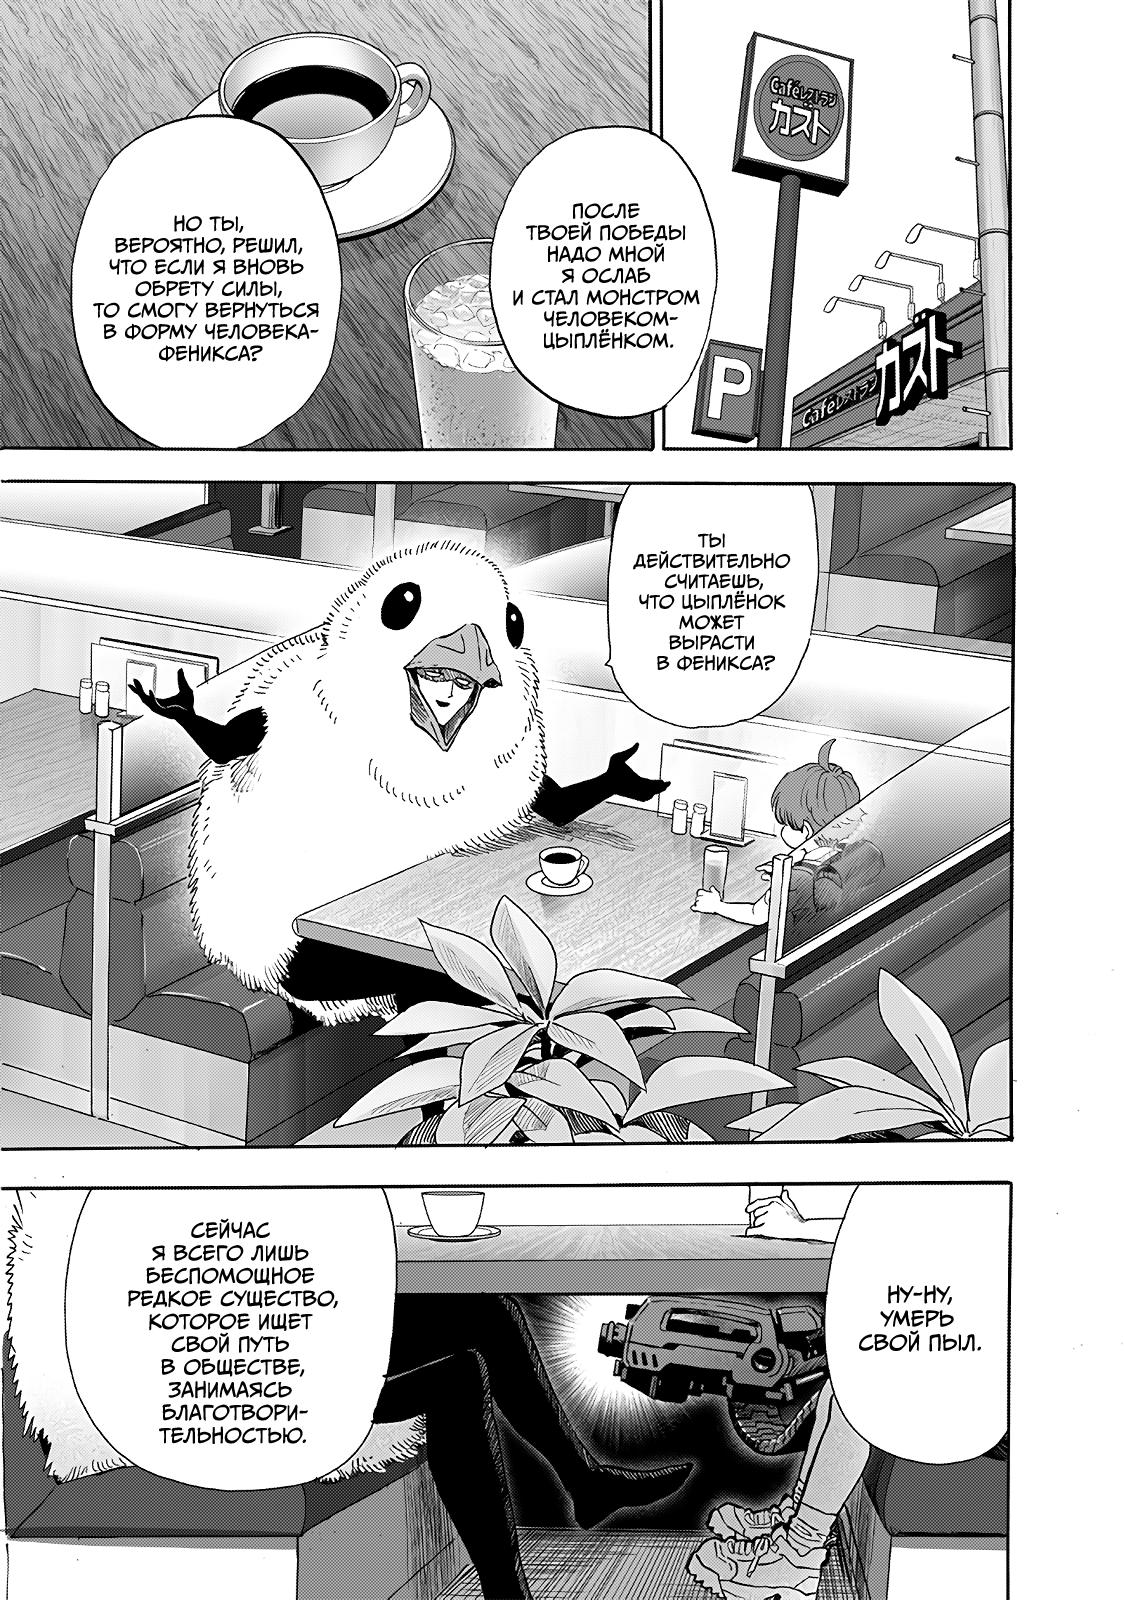 Caféレストラン
ガスト
P
Caféレストラン
ガスト
ПОСЛЕ
ТВОЕЙ ПОБЕДЫ
НАДО МНОЙ
Я ОСЛАБ
И СТАЛ МОНСТРОМ
ЧЕЛОВЕКОМ-
ЦЫПЛЁНКОМ.
НО ТЫ,
ВЕРОЯТНО, РЕШИЛ,
ЧТО ЕСЛИ Я ВНОВЬ
ОБРЕТУ СИЛЫ,
ТО СМОГУ ВЕРНУТЬСЯ
В ФОРМУ ЧЕЛОВЕКА-
ФЕНИКСА?
ТЫ
ДЕЙСТВИТЕЛЬНО
СЧИТАЕШЬ,
ЧТО ЦЫПЛЁНОК
МОЖЕТ
ВЫРАСТИ
В ФЕНИКСА?
НУ-НУ,
УМЕРЬ
СВОЙ ПЫЛ.
СЕЙЧАС
Я ВСЕГО ЛИШЬ
БЕСПОМОЩНОЕ
РЕДКОЕ СУЩЕСТВО,
КОТОРОЕ ИЩЕТ
СВОЙ ПУТЬ
В ОБЩЕСТВЕ,
ЗАНИМАЯСЬ
БЛАГОТВОРИ-
ТЕЛЬНОСТЬЮ.